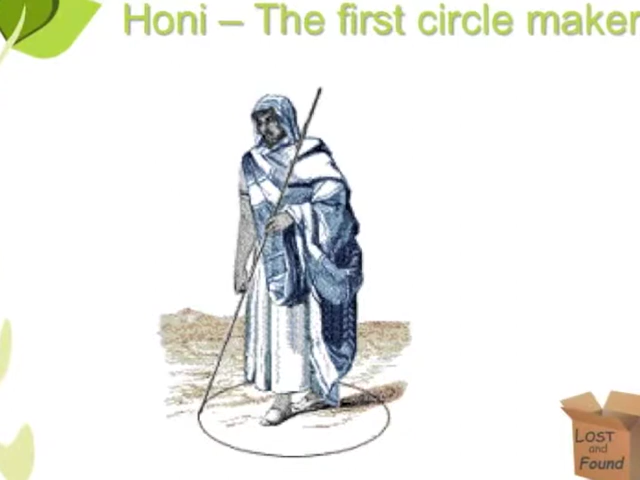 Honi – The first circle maker
LOST
and
Found